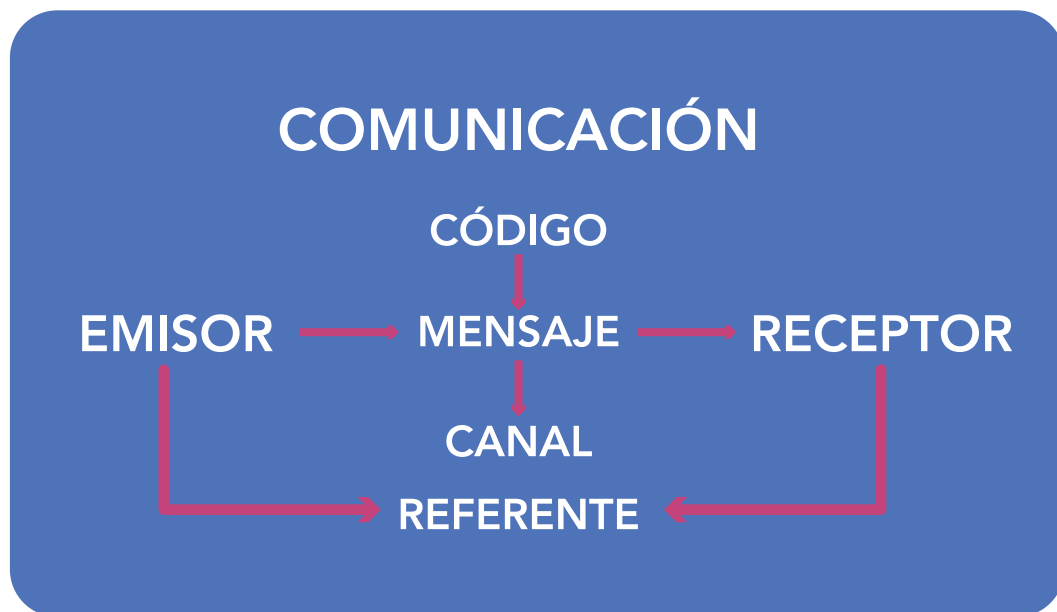 COMUNICACIÓN
CÓDIGO
EMISOR MENSAJE RECEPTOR
CANAL
REFERENTE